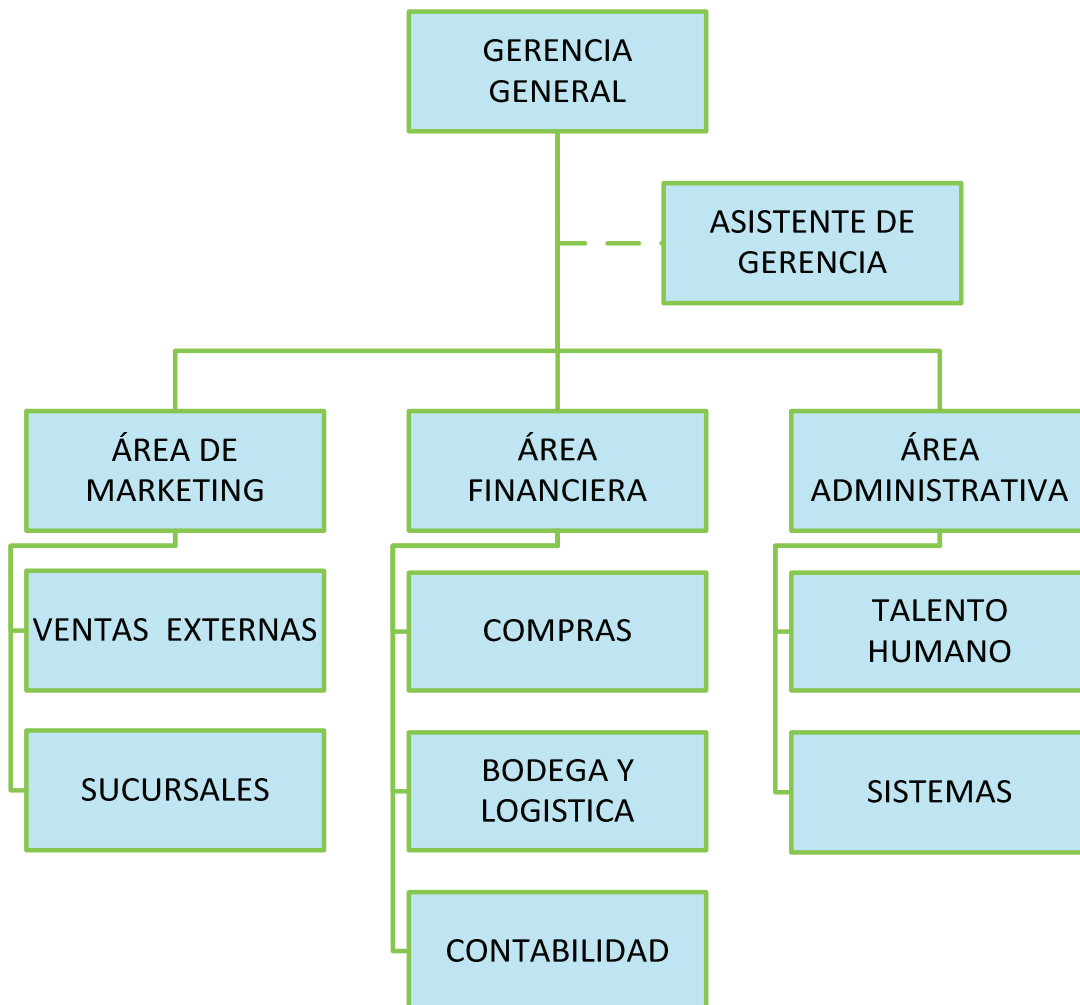 GERENCIA
GENERAL
ASISTENTE DE
GERENCIA
ÁREA DE
MARKETING
ÁREA
FINANCIERA
ÁREA
ADMINISTRATIVA
VENTAS  EXTERNAS
COMPRAS
TALENTO
HUMANO
SUCURSALES
BODEGA Y
LOGISTICA
SISTEMAS
CONTABILIDAD